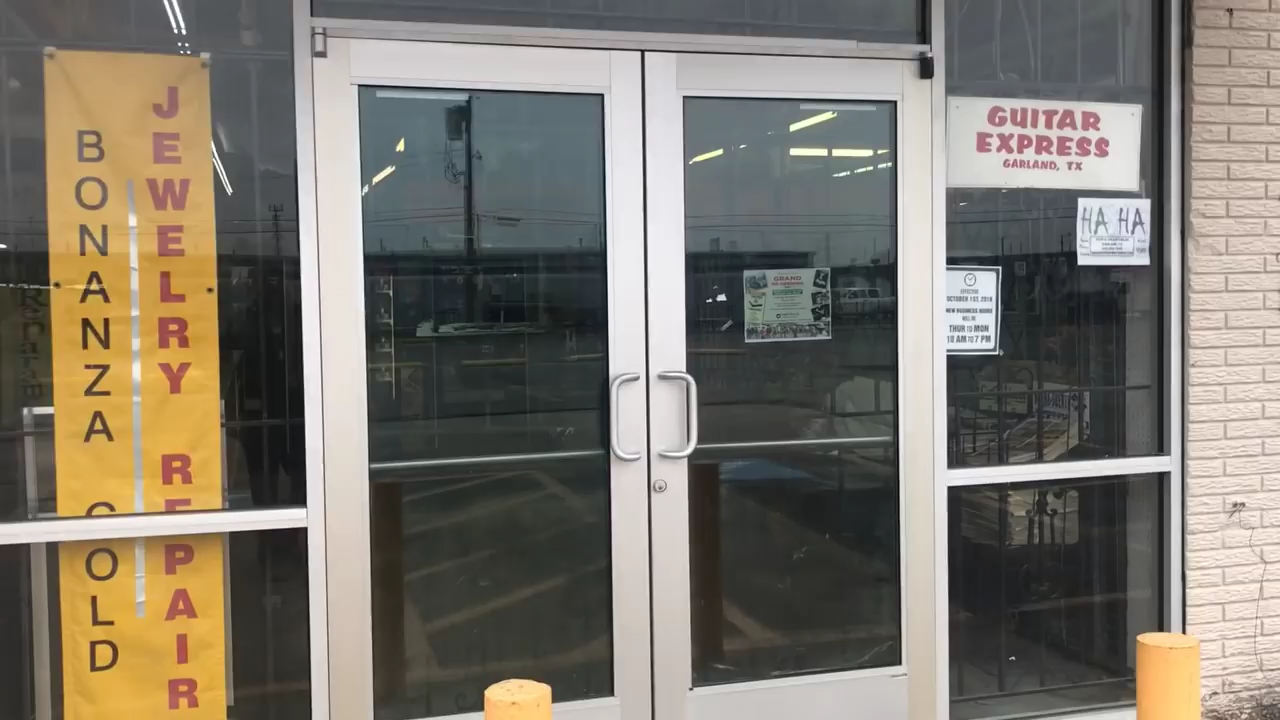 BONANZA GOLD
JEWELRY REPAIR
GUITAR
EXPRESS
GARLAND, TX
HA HA
EFFECTIVE
OCTOBER 1ST, 2018
NEW BUSINESS HOURS
WILL BE
THUR TO MON
10 AM TO 7 PM
GRAND